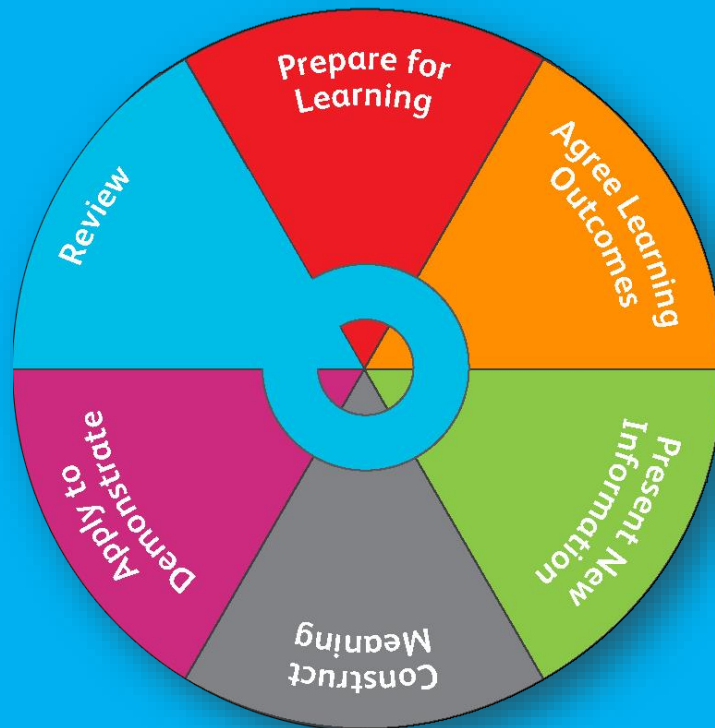 Prepare for
Learning
Agree Learning
Outcomes
Present New
Information
Construct
Meaning
Apply to
Demonstrate
Review